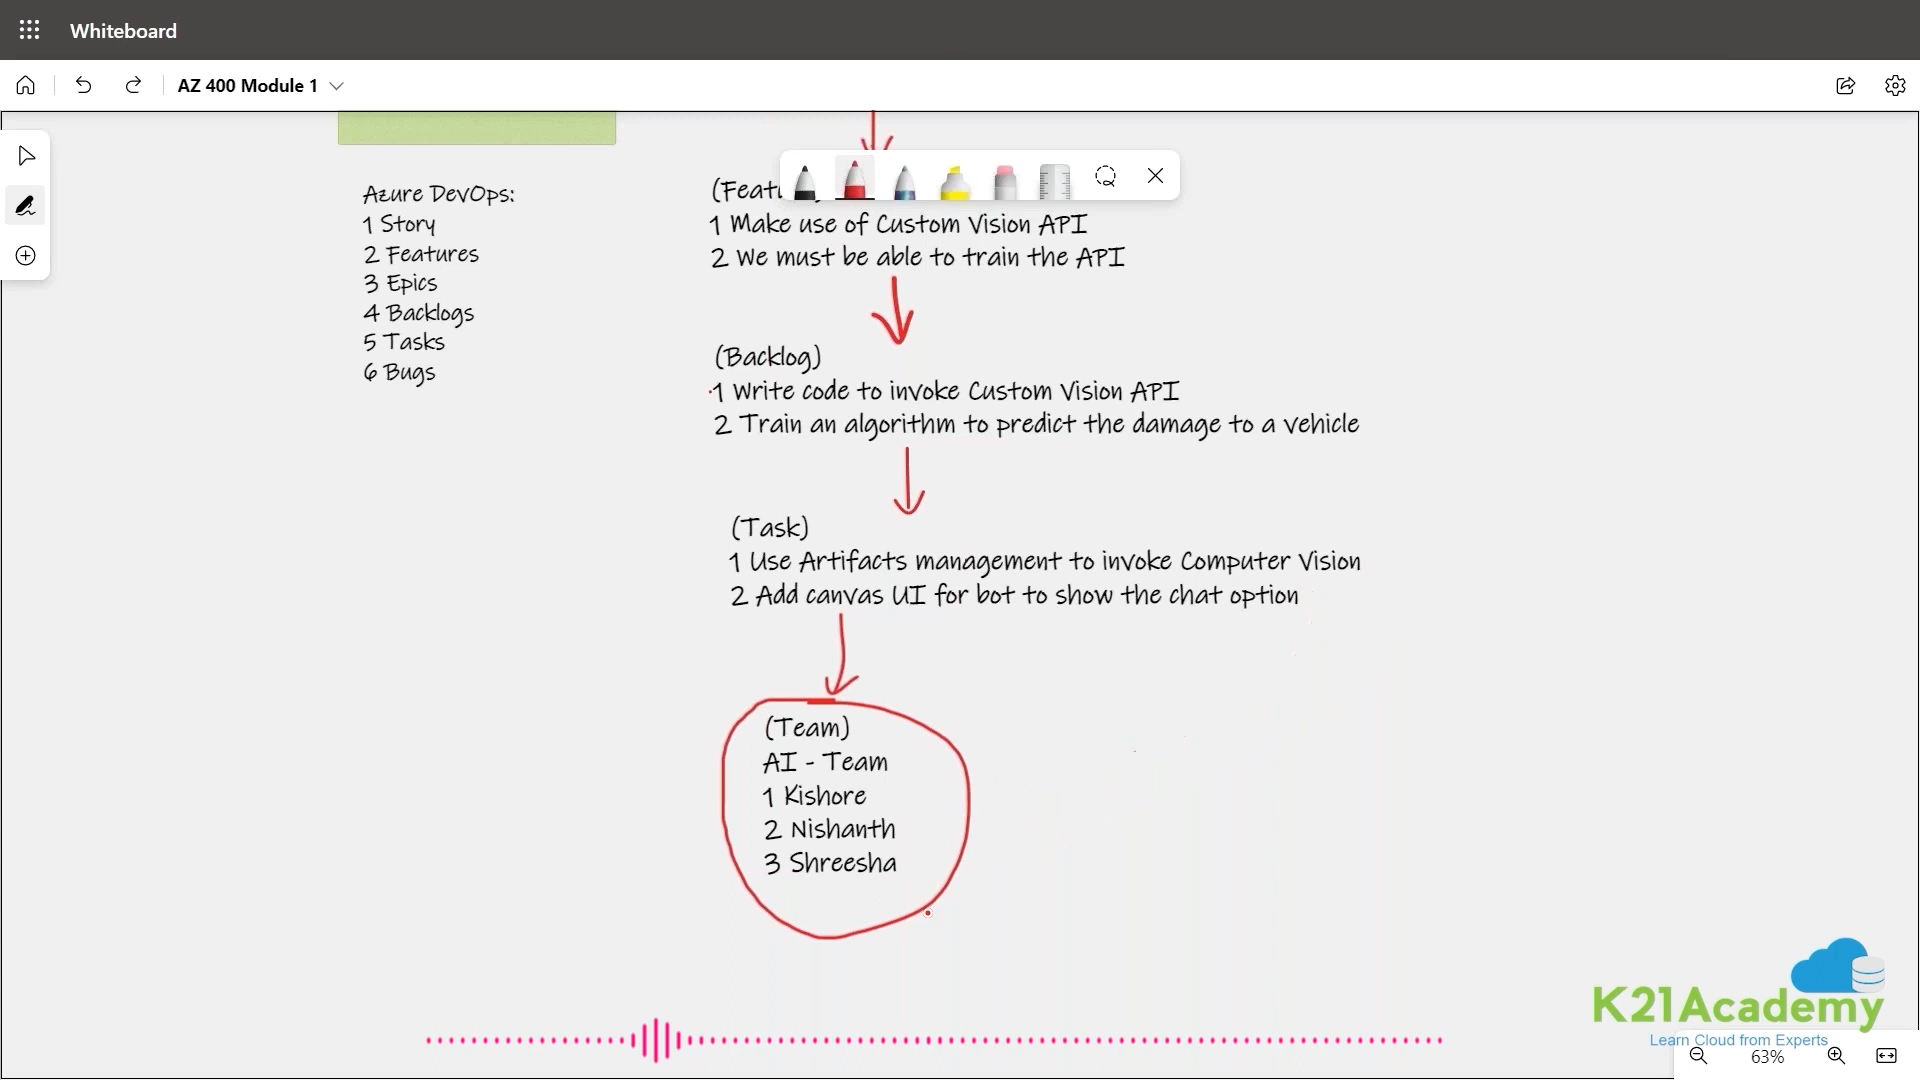 Whiteboard
AZ 400 Module 1
Azure DevOps:
1 Story
2 Features
3 Epics
4 Backlogs
5 Tasks
6 Bugs
1 Make use of Custom Vision API
2 We must be able to train the API
(Backlog)
1 Write code to invoke Custom Vision API
2 Train an algorithm to predict the damage to a vehicle
(Task)
1 Use Artifacts management to invoke Computer Vision
2 Add canvas UI for bot to show the chat option
(Team)
AI - Team
1 Kishore
2 Nishanth
3 Shreesha
K21Academy
Learn Cloud from Experts
63%